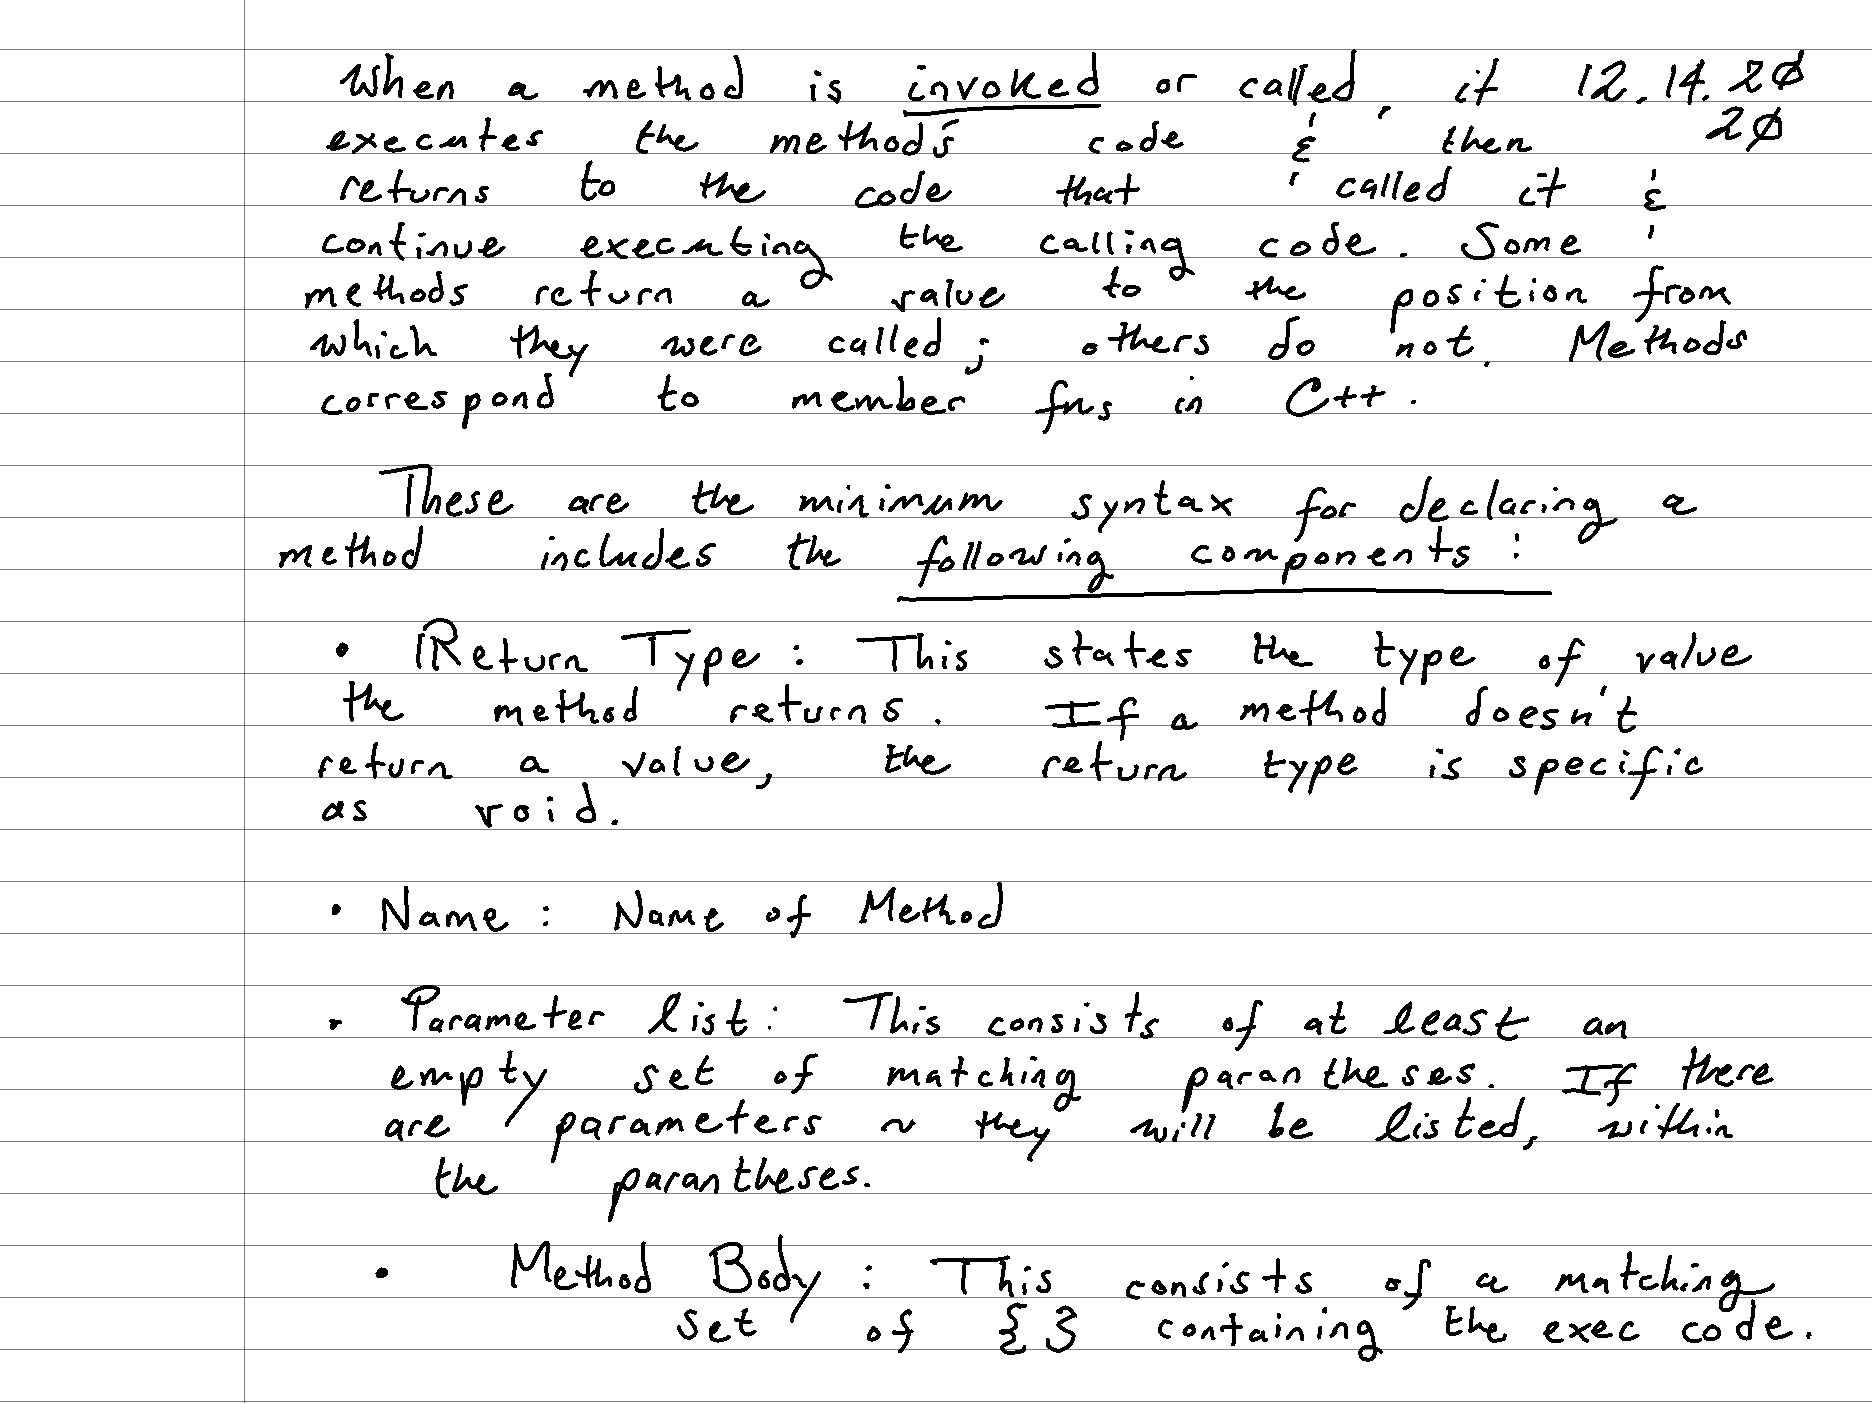 When a method is invoked or called, it 12.14.20
executes the method's code & then 20
returns to the code that called it &
continue executing the calling code. Some
methods return a value to the position from
which they were called; others do not. Methods
correspond to member fns in C++.
These are the minimum syntax for declaring a
method includes the following components:
• Return Type: This states the type of value
the method returns. If a method doesn't
return a value, the return type is specific
as void.
• Name: Name of Method
• Parameter list: This consists of at least an
empty set of matching parantheses. If there
are parameters ~ they will be listed, within
the parantheses.
• Method Body: This consists of a matching
set of {} containing the exec code.